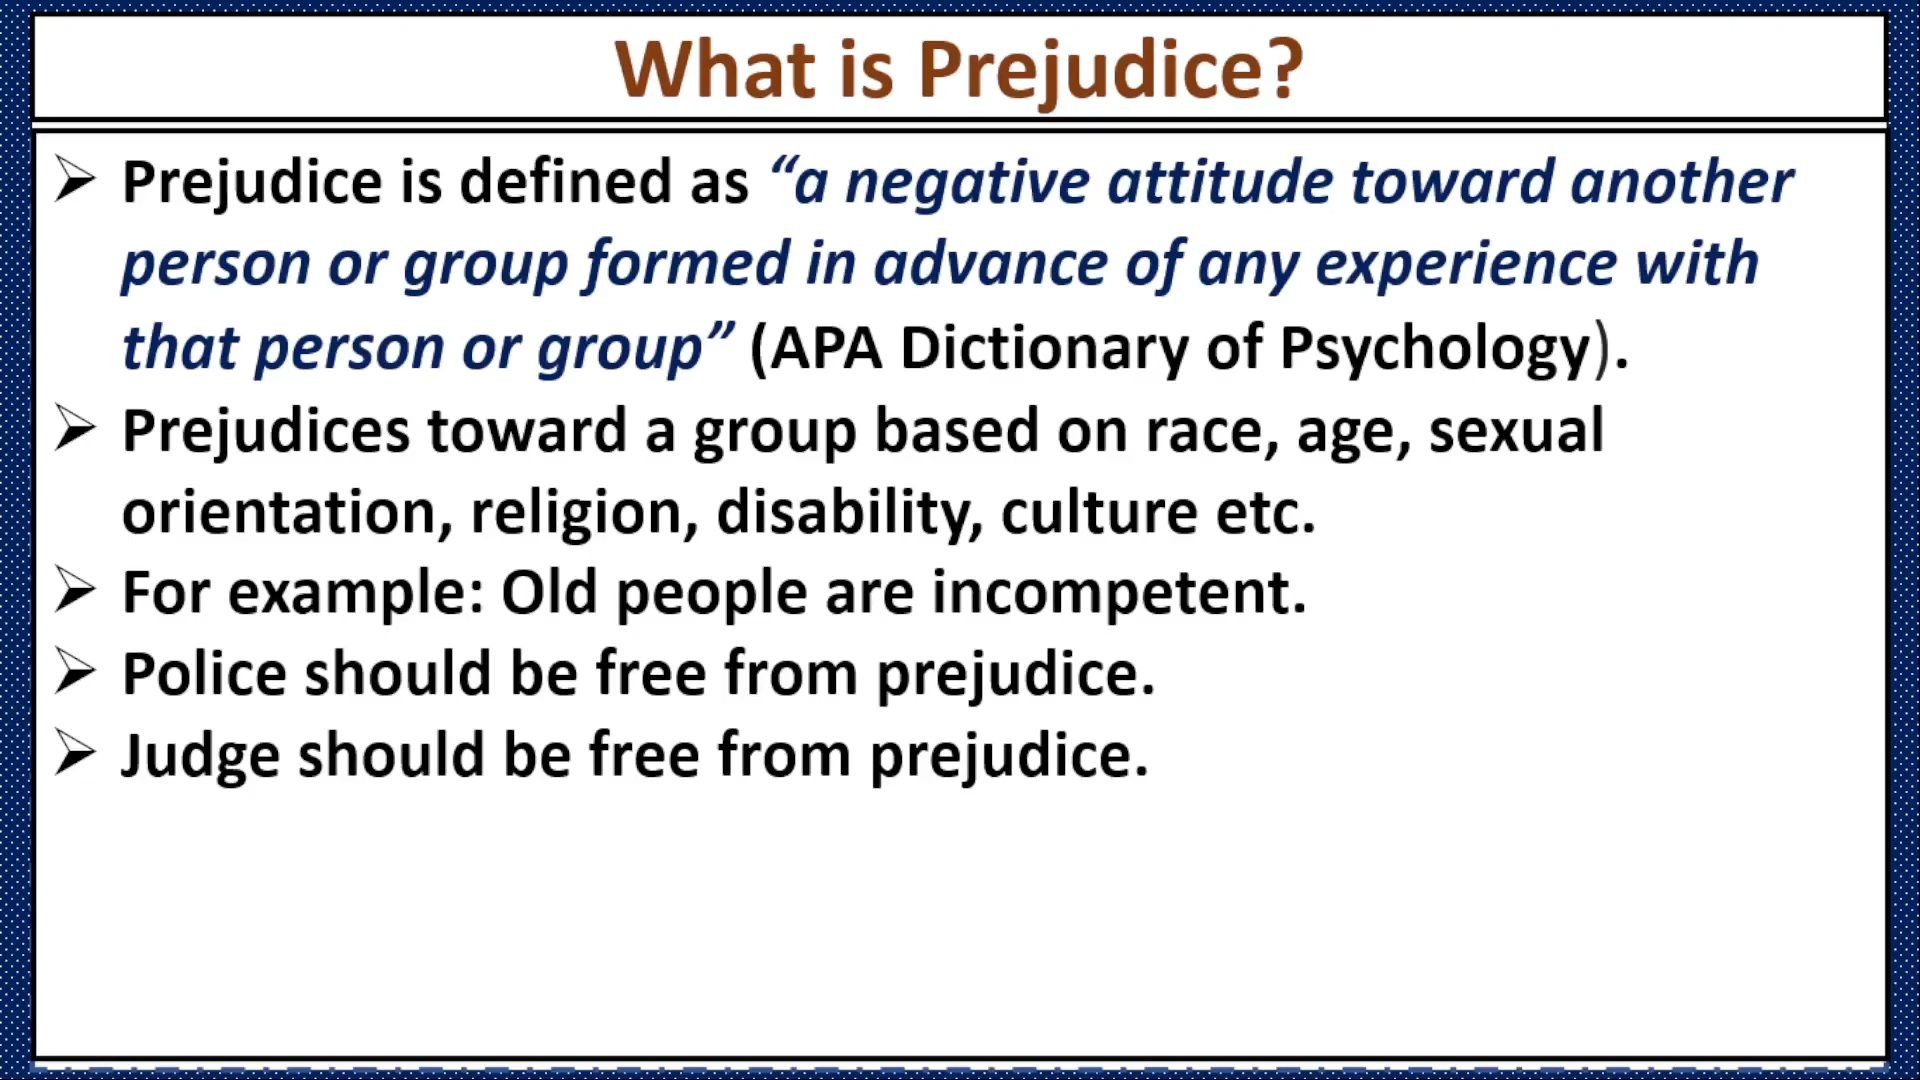 What is Prejudice?
➢ Prejudice is defined as “a negative attitude toward another
person or group formed in advance of any experience with
that person or group” (APA Dictionary of Psychology).
➢ Prejudices toward a group based on race, age, sexual
orientation, religion, disability, culture etc.
➢ For example: Old people are incompetent.
➢ Police should be free from prejudice.
➢ Judge should be free from prejudice.